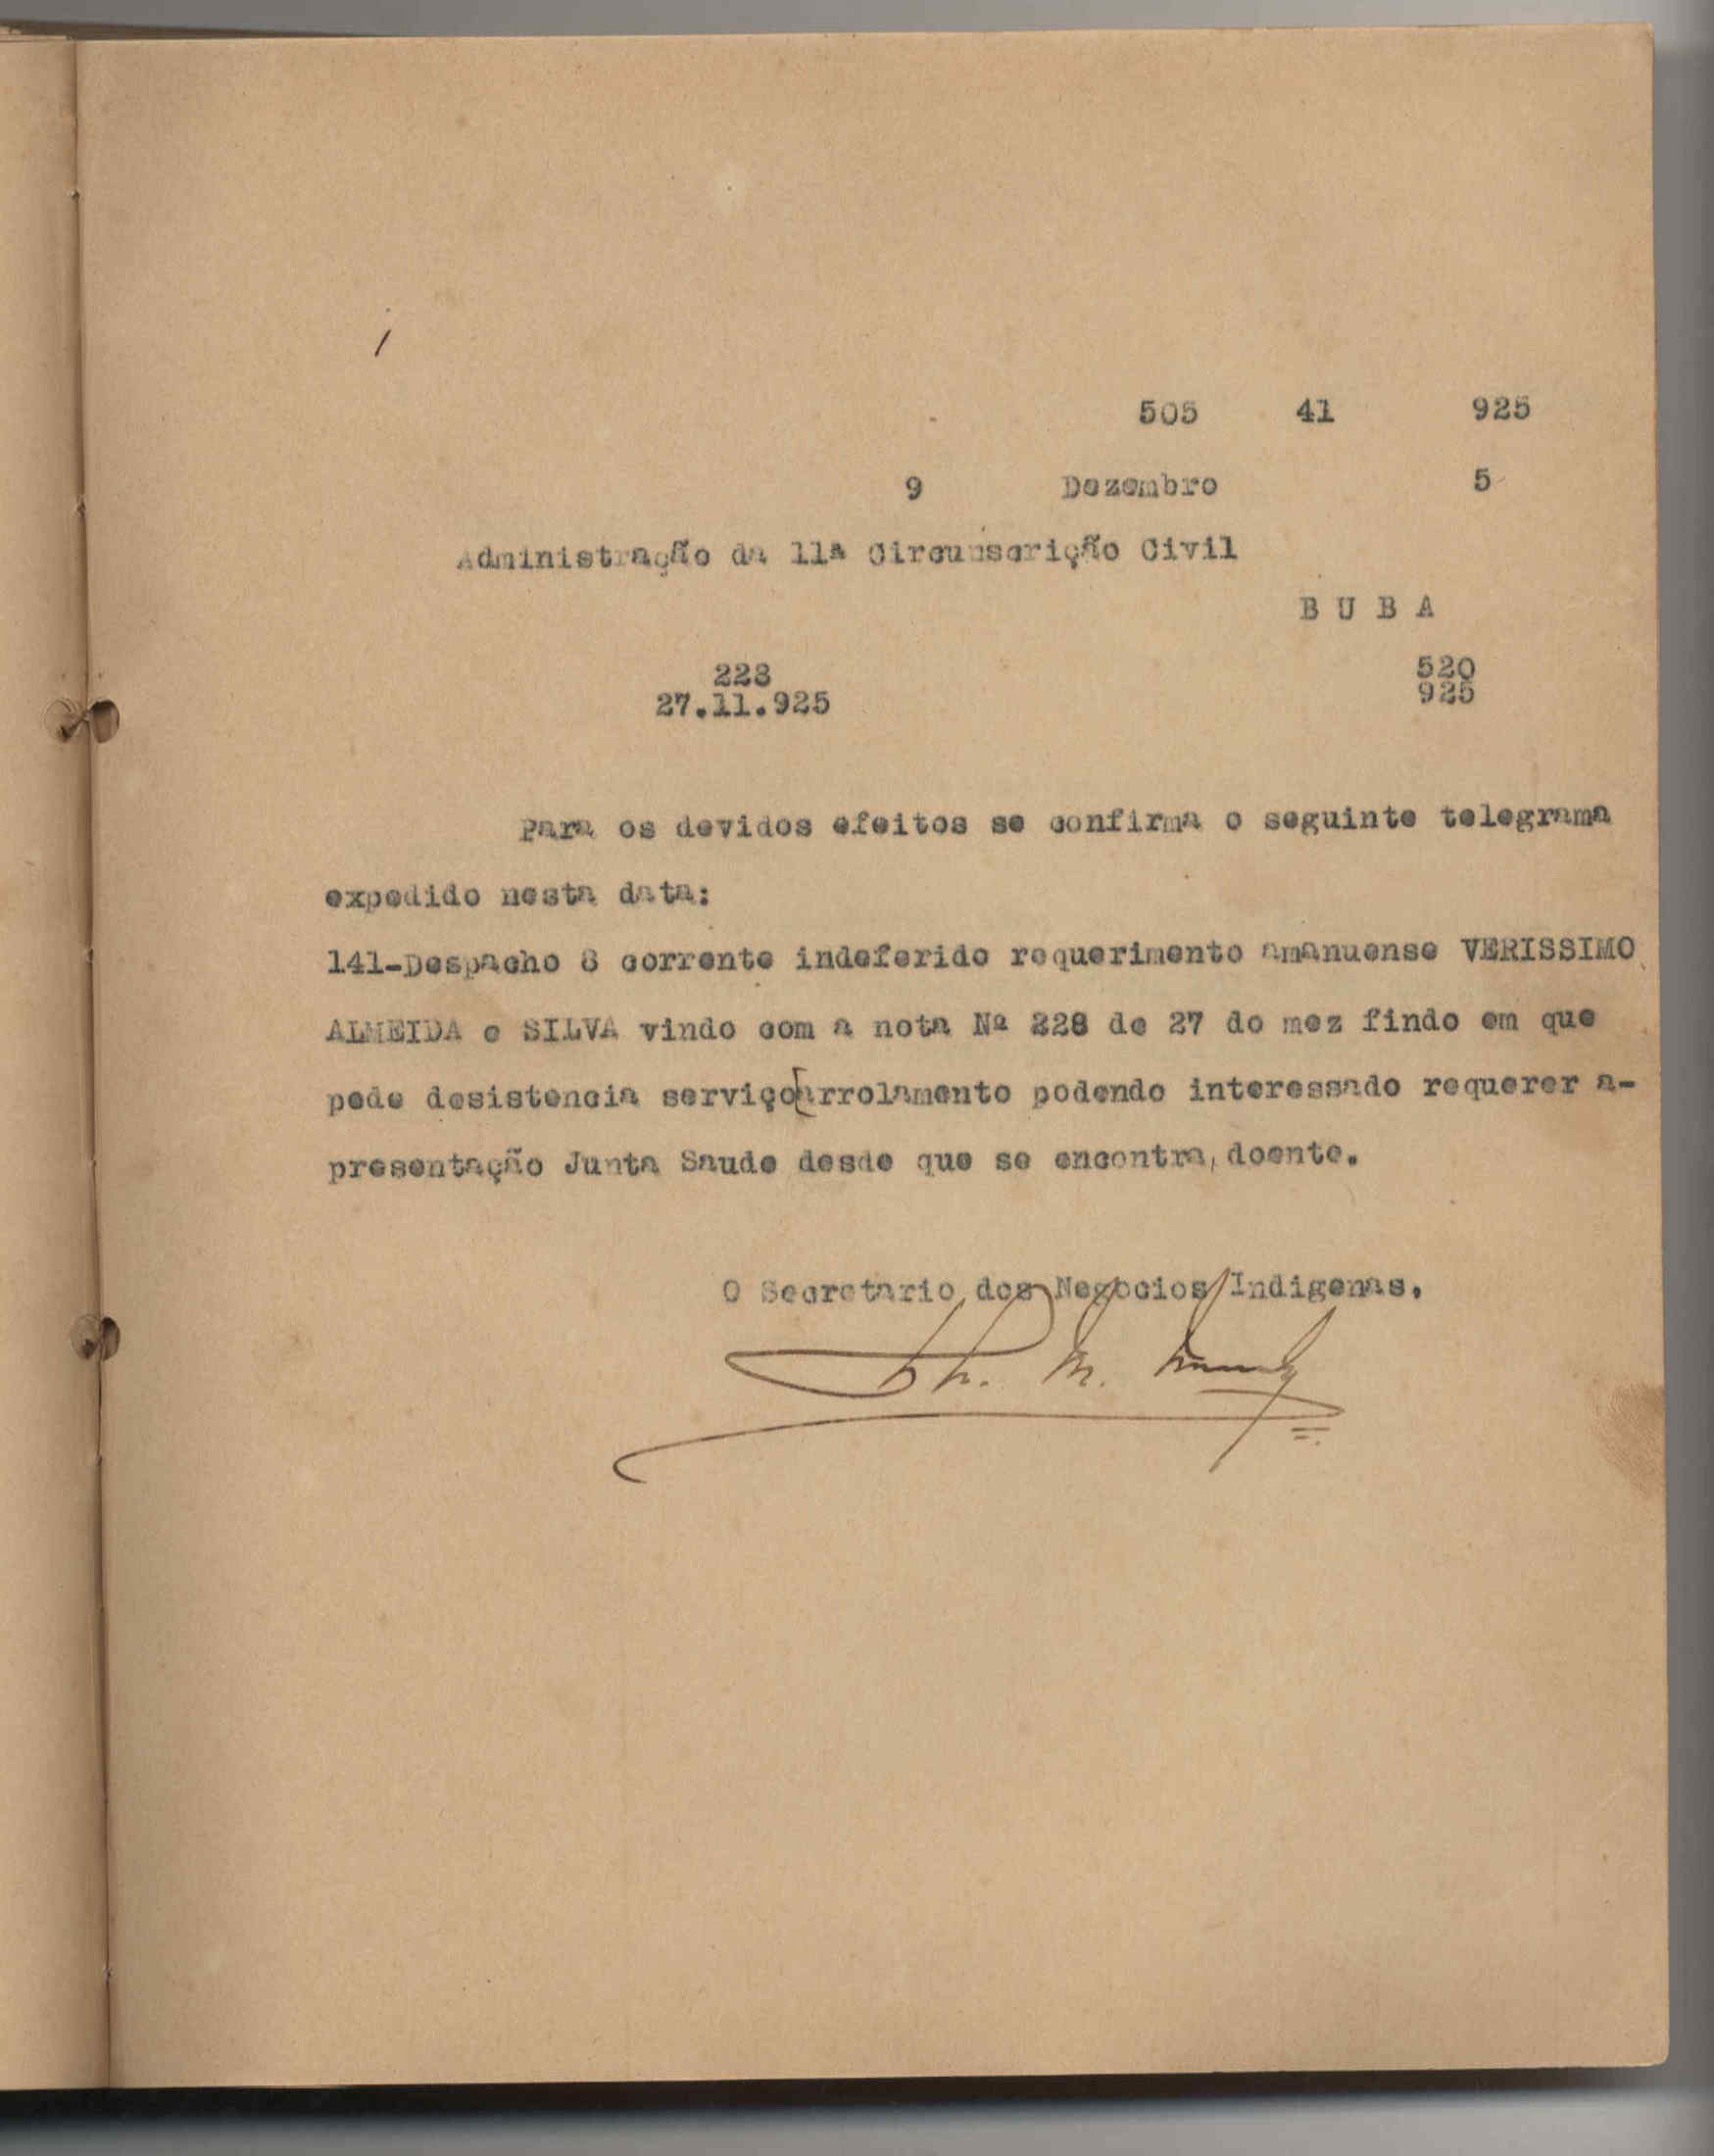 505 41 925
9 Dezembro 5
Administração da 11ª Circunscrição Civil
B U B A
228 520
27.11.925 925
Para os devidos efeitos se confirma o seguinte telegrama
expedido nesta data:
141-Despacho 8 corrente indeferido requerimento amanuense VERISSIMO
ALMEIDA e SILVA vindo com a nota Nº 228 de 27 do mez findo em que
pede desistencia serviço[arrolamento podendo interessado requerer a-
presentação Junta Saude desde que se encontra, doente.
O Secretario dos Negocios Indigenas.